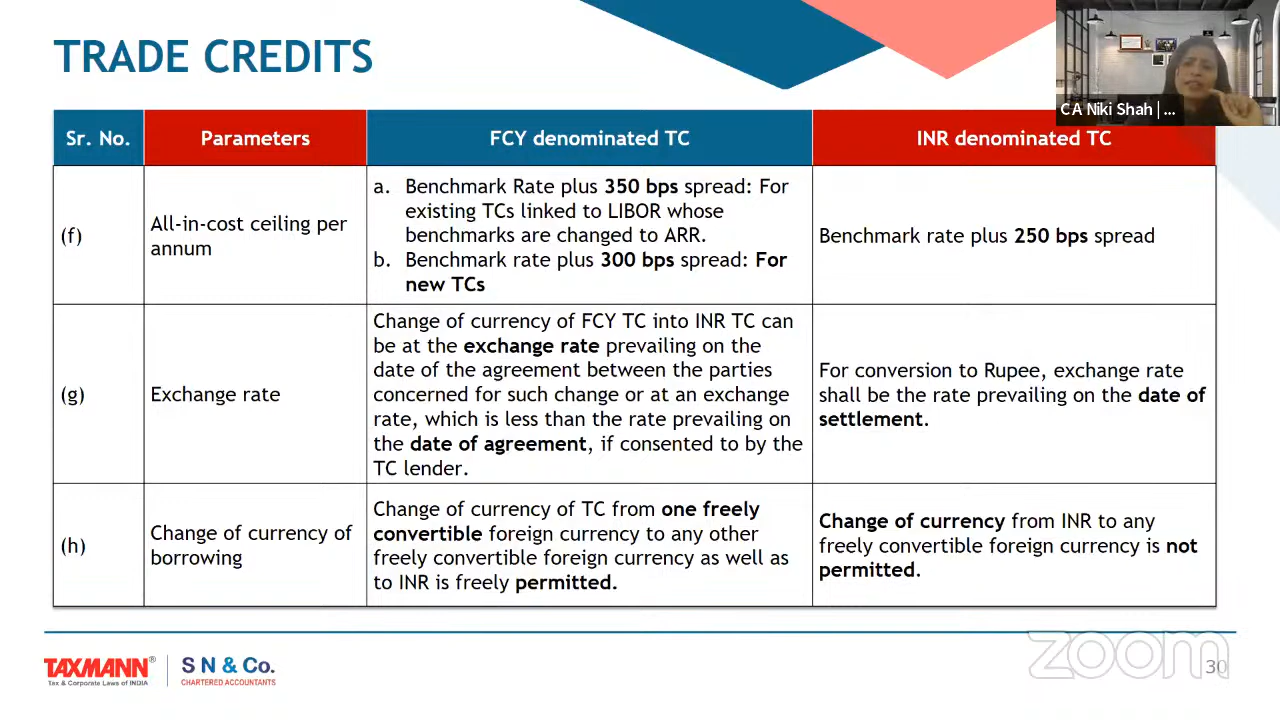 TRADE CREDITS
CA Niki Shah | ...
Sr. No.
Parameters
FCY denominated TC
INR denominated TC
(f)
All-in-cost ceiling per
annum
a. Benchmark Rate plus 350 bps spread: For
existing TCs linked to LIBOR whose
benchmarks are changed to ARR.
b. Benchmark rate plus 300 bps spread: For
new TCs
Benchmark rate plus 250 bps spread
(g)
Exchange rate
Change of currency of FCY TC into INR TC can
be at the exchange rate prevailing on the
date of the agreement between the parties
concerned for such change or at an exchange
rate, which is less than the rate prevailing on
the date of agreement, if consented to by the
TC lender.
For conversion to Rupee, exchange rate
shall be the rate prevailing on the date of
settlement.
(h)
Change of currency of
borrowing
Change of currency of TC from one freely
convertible foreign currency to any other
freely convertible foreign currency as well as
to INR is freely permitted.
Change of currency from INR to any
freely convertible foreign currency is not
permitted.
TAXMANN®
Tax & Corporate Laws of INDIA
S N & Co.
CHARTERED ACCOUNTANTS
zoom
30